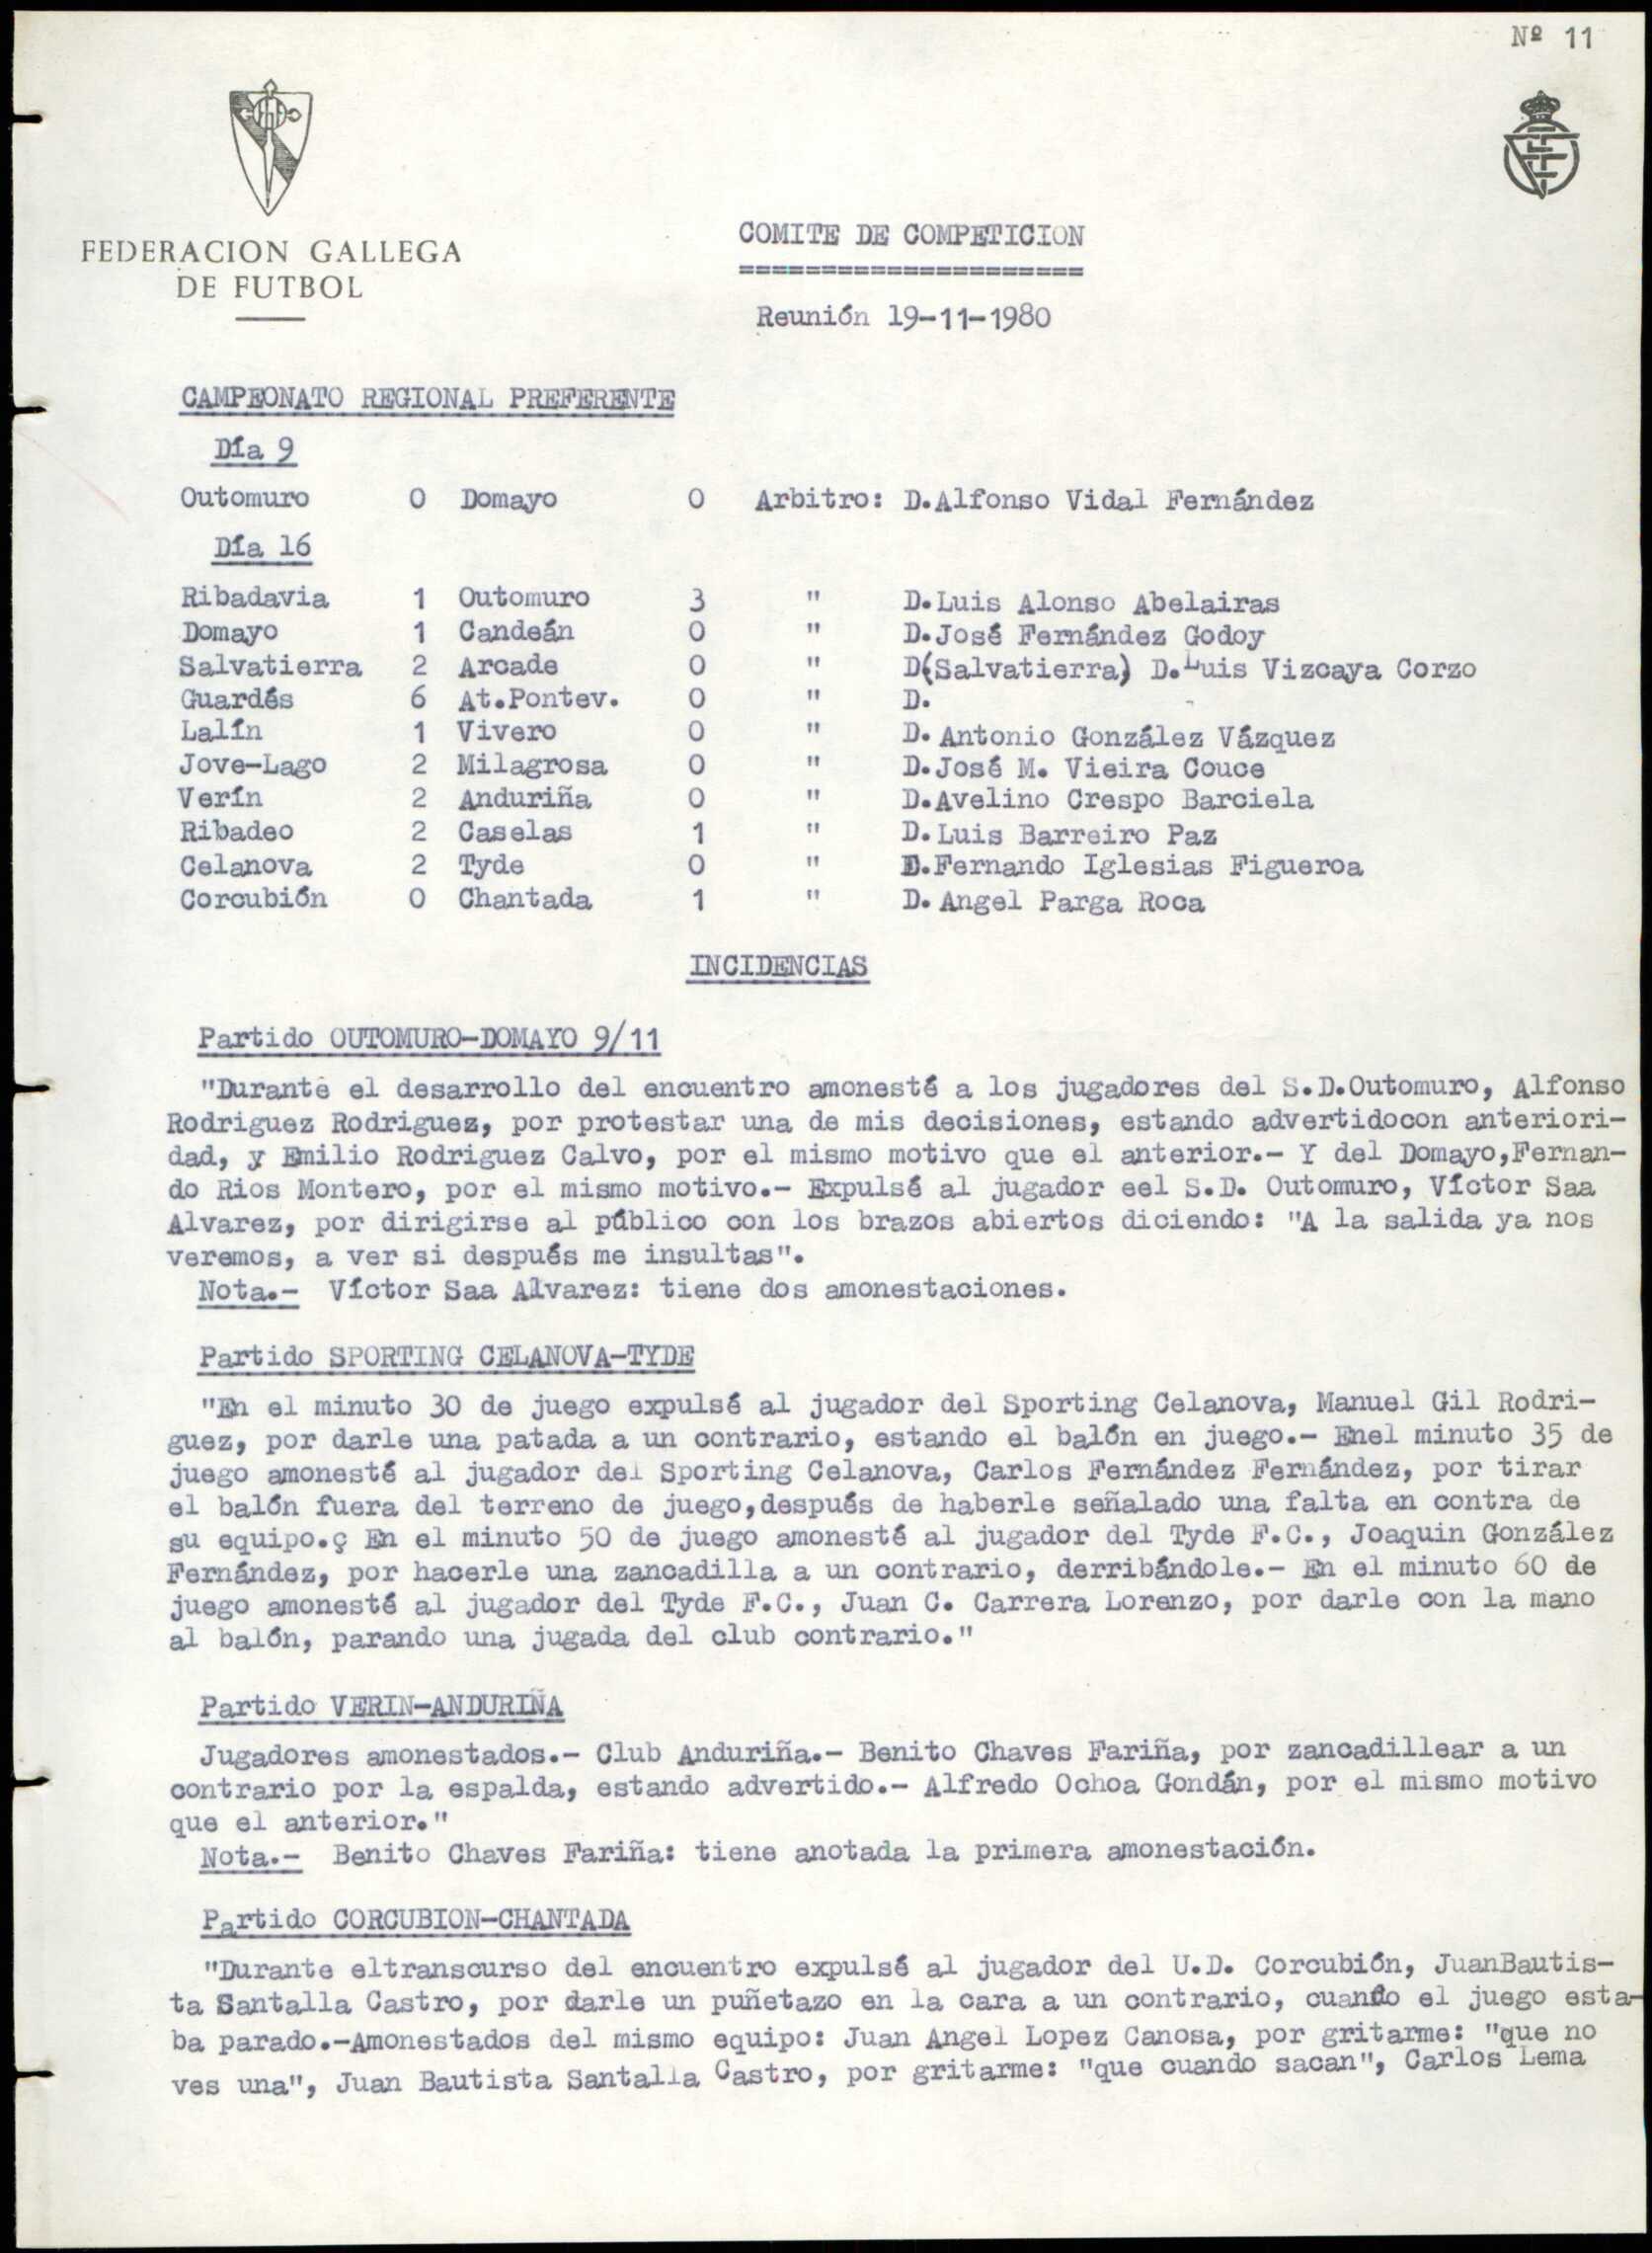 Nº 11
FEDERACION GALLEGA
DE FUTBOL
COMITE DE COMPETICION
=====================
Reunión 19-11-1980
CAMPEONATO REGIONAL PREFERENTE
Día 9
Outomuro 0 Domayo 0 Arbitro: D.Alfonso Vidal Fernández
Día 16
Ribadavia 1 Outomuro 3 " D.Luis Alonso Abelairas
Domayo 1 Candeán 0 " D.José Fernández Godoy
Salvatierra 2 Arcade 0 " D(Salvatierra) D.Luis Vizcaya Corzo
Guardés 6 At.Pontev. 0 " D.
Lalín 1 Vivero 0 " D. Antonio González Vázquez
Jove-Lago 2 Milagrosa 0 " D.José M. Vieira Couce
Verín 2 Anduriña 0 " D.Avelino Crespo Barciela
Ribadeo 2 Caselas 1 " D.Luis Barreiro Paz
Celanova 2 Tyde 0 " D.Fernando Iglesias Figueroa
Corcubión 0 Chantada 1 " D. Angel Parga Roca
INCIDENCIAS
Partido OUTOMURO-DOMAYO 9/11
"Durante el desarrollo del encuentro amonesté a los jugadores del S.D.Outomuro, Alfonso
Rodriguez Rodriguez, por protestar una de mis decisiones, estando advertidocon anteriori-
dad, y Emilio Rodriguez Calvo, por el mismo motivo que el anterior.- Y del Domayo,Fernan-
do Rios Montero, por el mismo motivo.- Expulsé al jugador eel S.D. Outomuro, Víctor Saa
Alvarez, por dirigirse al público con los brazos abiertos diciendo: "A la salida ya nos
veremos, a ver si después me insultas".
Nota.- Víctor Saa Alvarez: tiene dos amonestaciones.
Partido SPORTING CELANOVA-TYDE
"En el minuto 30 de juego expulsé al jugador del Sporting Celanova, Manuel Gil Rodri-
guez, por darle una patada a un contrario, estando el balón en juego.- Enel minuto 35 de
juego amonesté al jugador del Sporting Celanova, Carlos Fernández Fernández, por tirar
el balón fuera del terreno de juego,después de haberle señalado una falta en contra de
su equipo.ç En el minuto 50 de juego amonesté al jugador del Tyde F.C., Joaquin González
Fernández, por hacerle una zancadilla a un contrario, derribándole.- En el minuto 60 de
juego amonesté al jugador del Tyde F.C., Juan C. Carrera Lorenzo, por darle con la mano
al balón, parando una jugada del club contrario."
Partido VERIN-ANDURIÑA
Jugadores amonestados.- Club Anduriña.- Benito Chaves Fariña, por zancadillear a un
contrario por la espalda, estando advertido.- Alfredo Ochoa Gondán, por el mismo motivo
que el anterior."
Nota.- Benito Chaves Fariña: tiene anotada la primera amonestación.
Partido CORCUBION-CHANTADA
"Durante eltranscurso del encuentro expulsé al jugador del U.D. Corcubión, JuanBautis-
ta Santalla Castro, por darle un puñetazo en la cara a un contrario, cuando el juego esta-
ba parado.-Amonestados del mismo equipo: Juan Angel Lopez Canosa, por gritarme: "que no
ves una", Juan Bautista Santalla Castro, por gritarme: "que cuando sacan", Carlos Lema